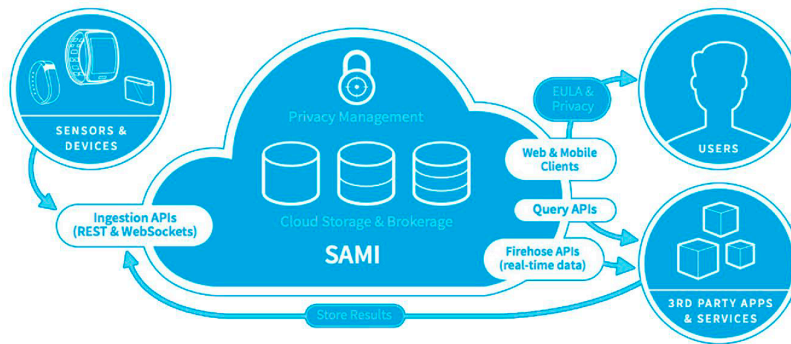 SENSORS &
DEVICES
Ingestion APIs
(REST & WebSockets)
Privacy Management
Cloud Storage & Brokerage
SAMI
EULA &
Privacy
Web & Mobile
Clients
Query APIs
Firehose APIs
(real-time data)
USERS
3RD PARTY APPS
& SERVICES
Store Results